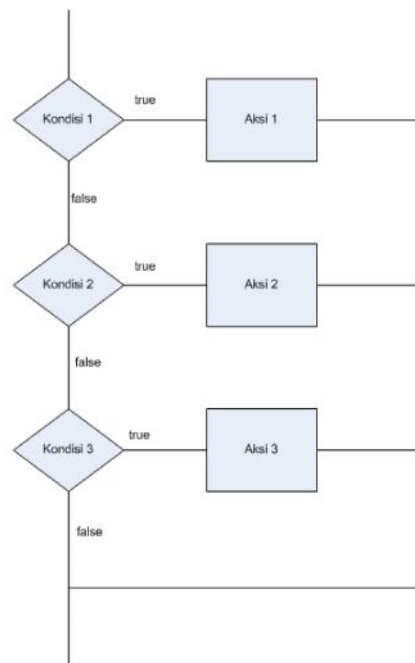 true
Kondisi 1
Aksi 1
false
true
Kondisi 2
Aksi 2
false
true
Kondisi 3
Aksi 3
false